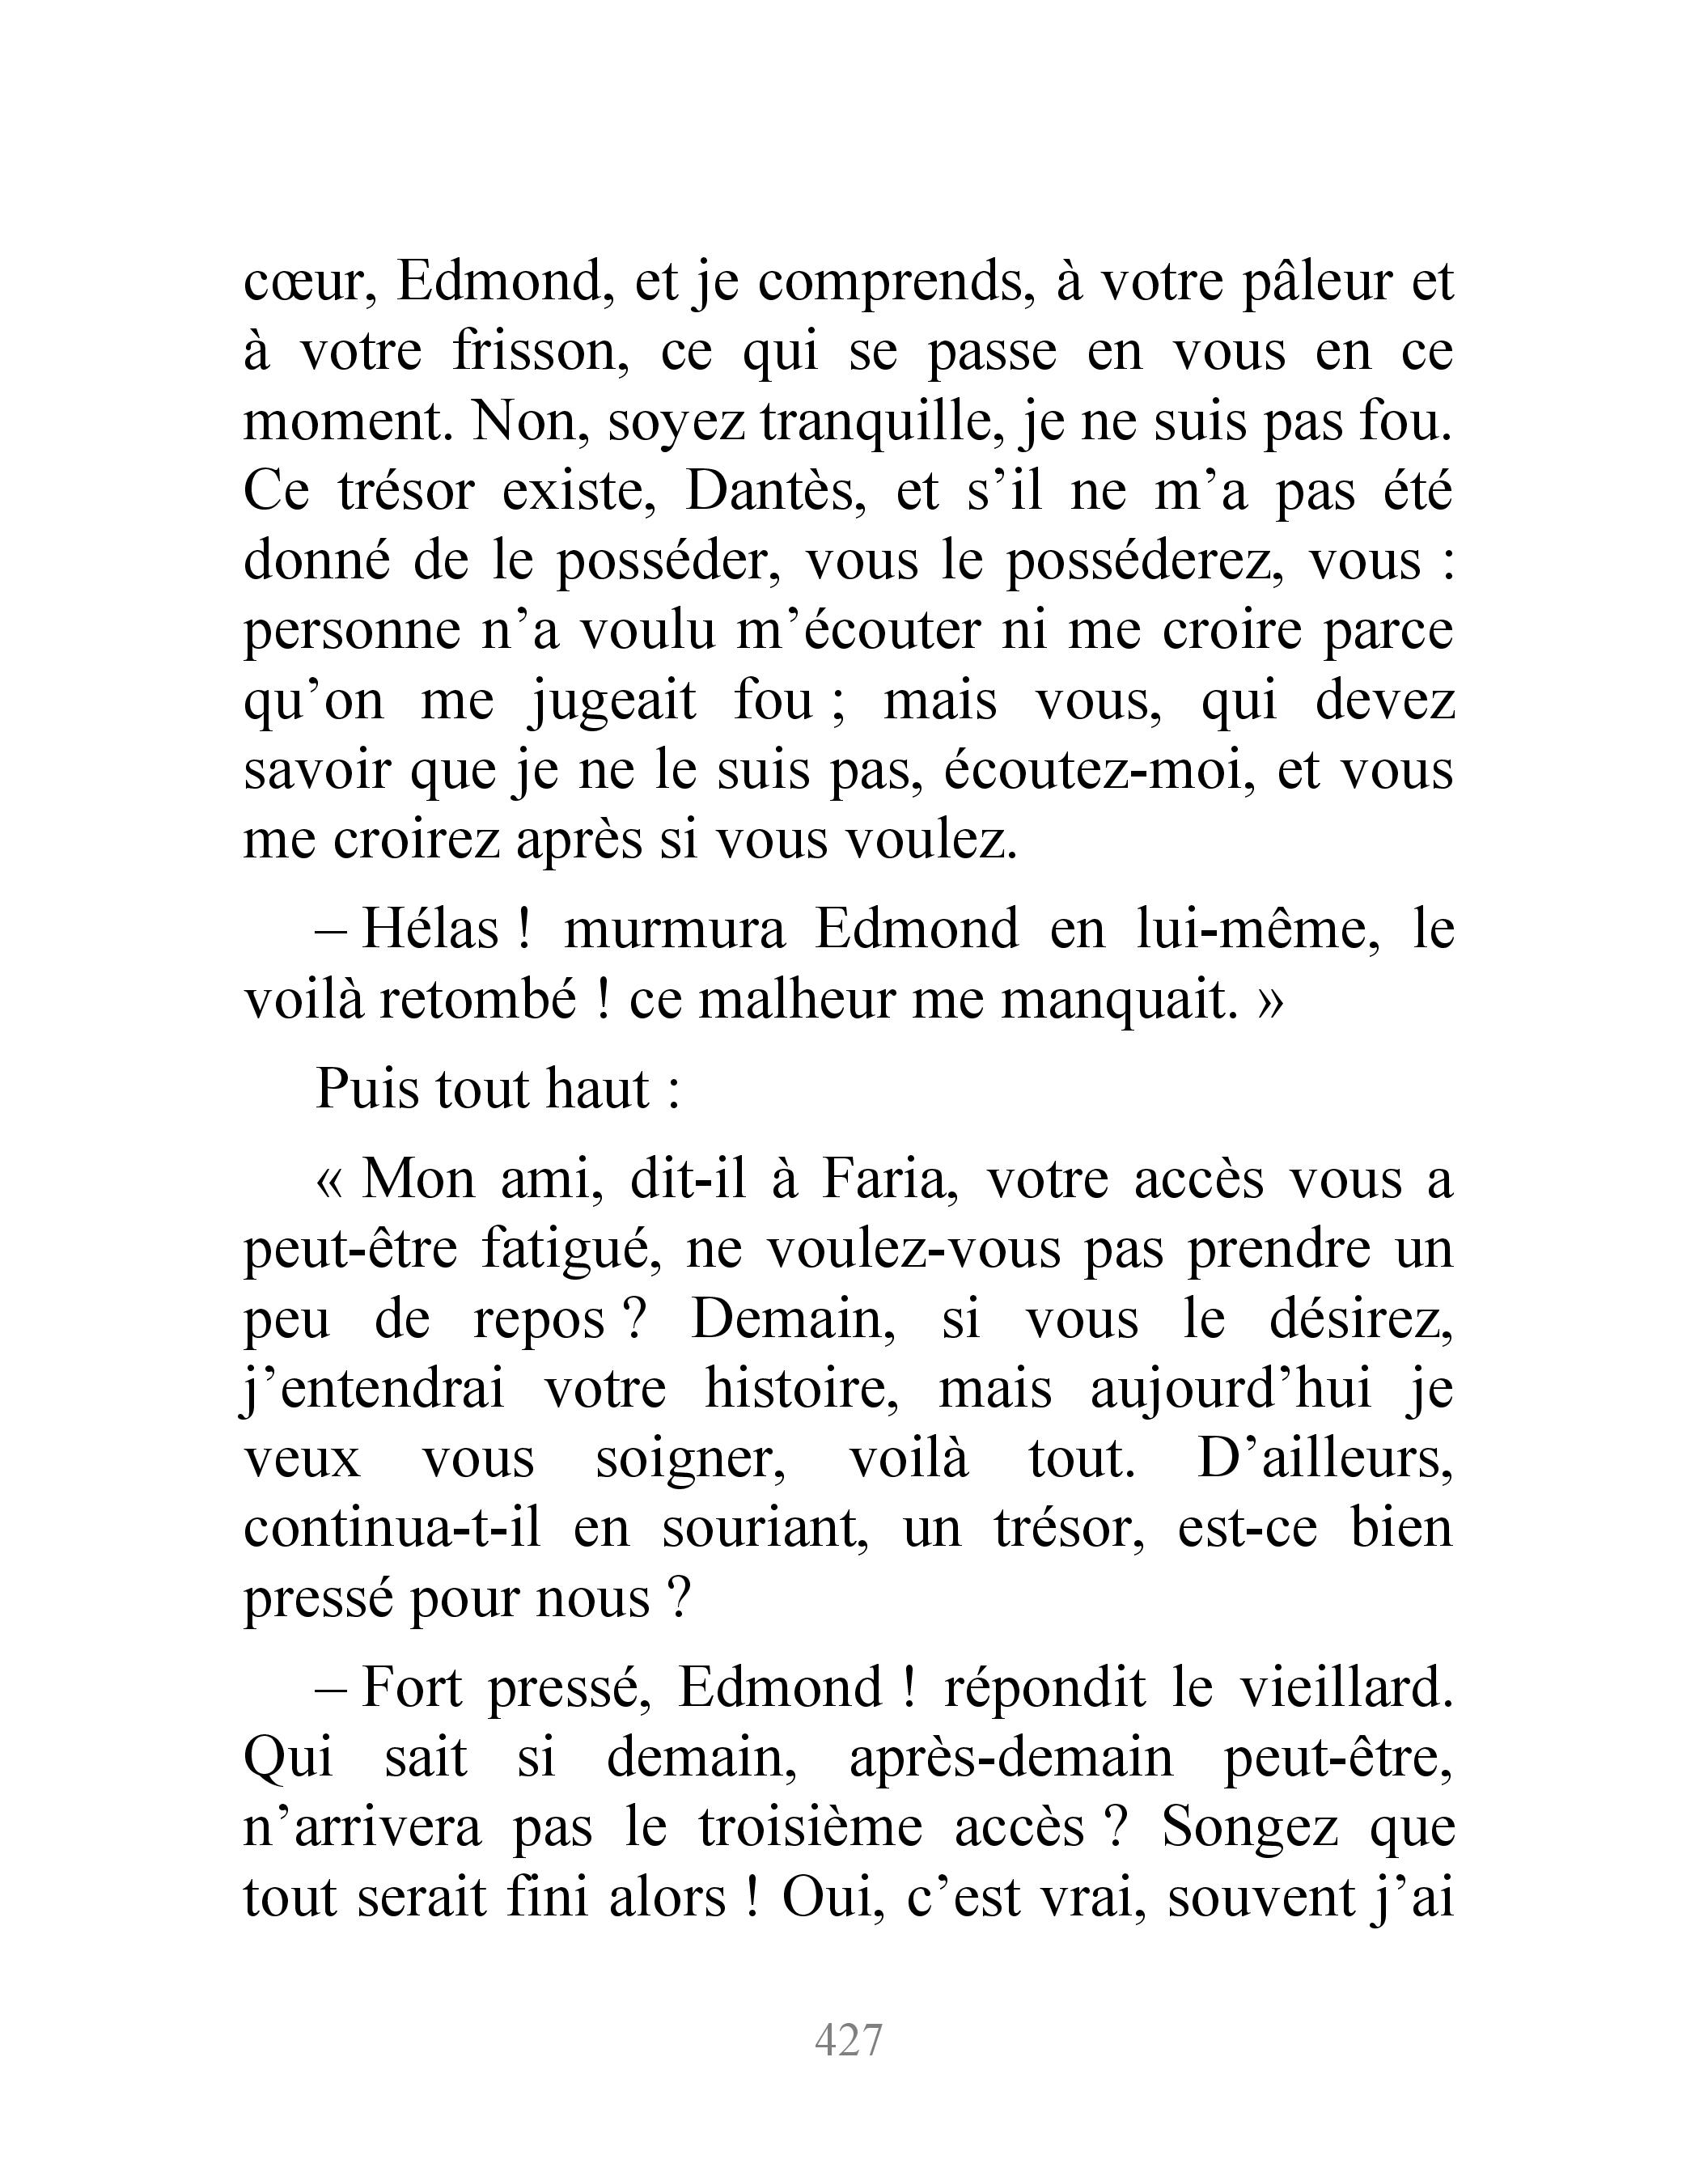 cœur, Edmond, et je comprends, à votre pâleur et
à votre frisson, ce qui se passe en vous en ce
moment. Non, soyez tranquille, je ne suis pas fou.
Ce trésor existe, Dantès, et s’il ne m’a pas été
donné de le posséder, vous le posséderez, vous :
personne n’a voulu m’écouter ni me croire parce
qu’on me jugeait fou ; mais vous, qui devez
savoir que je ne le suis pas, écoutez-moi, et vous
me croirez après si vous voulez.
– Hélas ! murmura Edmond en lui-même, le
voilà retombé ! ce malheur me manquait. »
Puis tout haut :
« Mon ami, dit-il à Faria, votre accès vous a
peut-être fatigué, ne voulez-vous pas prendre un
peu de repos ? Demain, si vous le désirez,
j’entendrai votre histoire, mais aujourd’hui je
veux vous soigner, voilà tout. D’ailleurs,
continua-t-il en souriant, un trésor, est-ce bien
pressé pour nous ?
– Fort pressé, Edmond ! répondit le vieillard.
Qui sait si demain, après-demain peut-être,
n’arrivera pas le troisième accès ? Songez que
tout serait fini alors ! Oui, c’est vrai, souvent j’ai
427